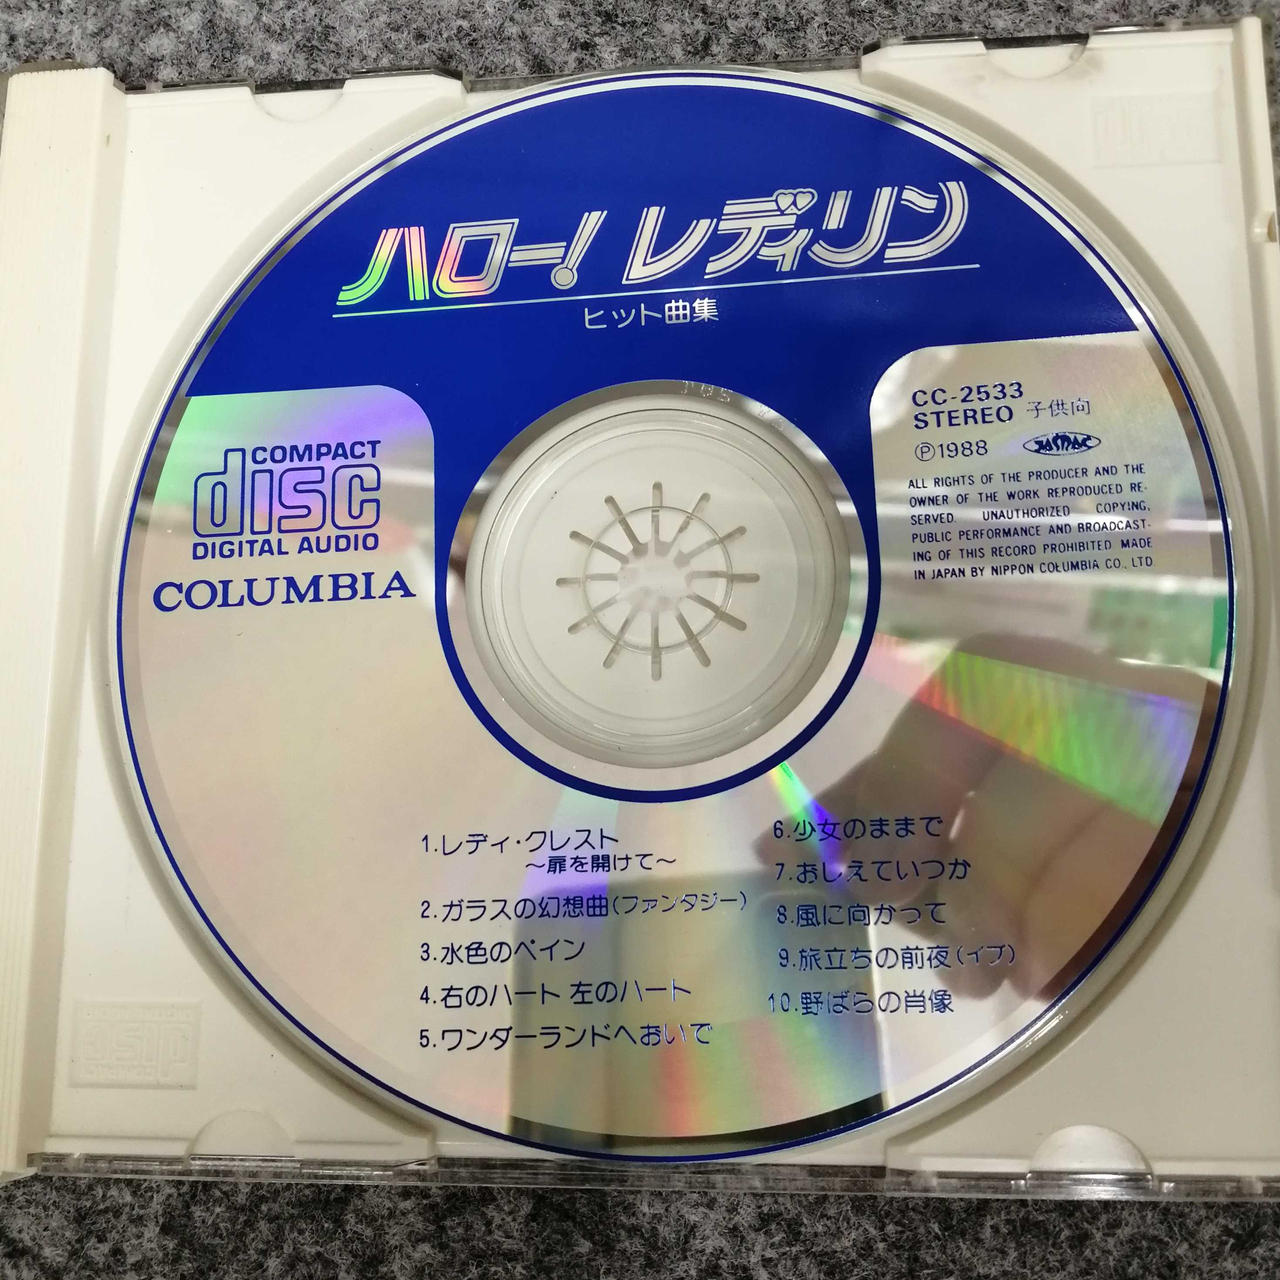 ハロー!レディリン
ヒット曲集
COMPACT
disc
DIGITAL AUDIO
COLUMBIA
CC-2533
STEREO 子供向
Ⓟ1988 JASRAC
ALL RIGHTS OF THE PRODUCER AND THE
OWNER OF THE WORK REPRODUCED RE-
SERVED. UNAUTHORIZED COPYING,
PUBLIC PERFORMANCE AND BROADCAST-
ING OF THIS RECORD PROHIBITED MADE
IN JAPAN BY NIPPON COLUMBIA CO., LTD
1.レディ・クレスト
〜扉を開けて〜
2.ガラスの幻想曲(ファンタジー)
3.水色のペイン
4.右のハート 左のハート
5.ワンダーランドへおいで
6.少女のままで
7.おしえていつか
8.風に向かって
9.旅立ちの前夜(イブ)
10.野ばらの肖像